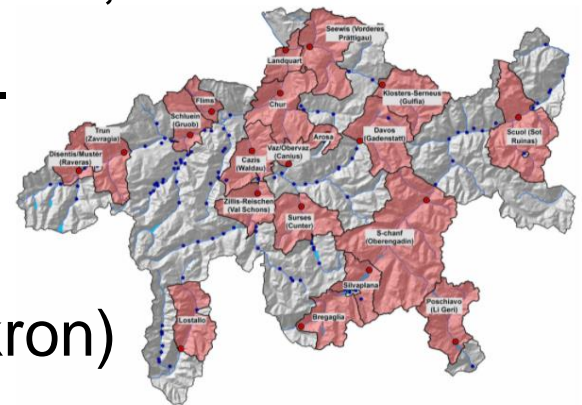 Seewis (Vorderes
Prättigau)
Landquart
Klosters-Serneus
(Gulfia)
Flims
Chur
Schluein
(Gruob)
Trun
(Zavragia)
Arosa
Davos
(Gadenstatt)
Scuol (Sot
Ruinas)
Disentis/Mustér
(Raveras)
Cazis
(Waldau)
Vaz/Obervaz
(Canius)
Zillis-Reischen
(Val Schons)
Surses
(Cunter)
S-chanf
(Oberengadin)
Silvaplana
Poschiavo
(Li Geri)
Lostallo
Bregaglia
kron)